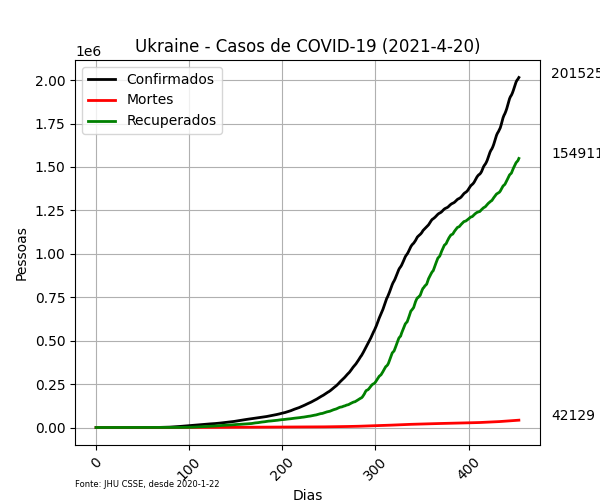 Ukraine - Casos de COVID-19 (2021-4-20)
1e6
Confirmados
Mortes
Recuperados
2.00
1.75
1.50
1.25
1.00
0.75
0.50
0.25
0.00
Pessoas
201525
154911
42129
0
100
200
300
400
Dias
Fonte: JHU CSSE, desde 2020-1-22